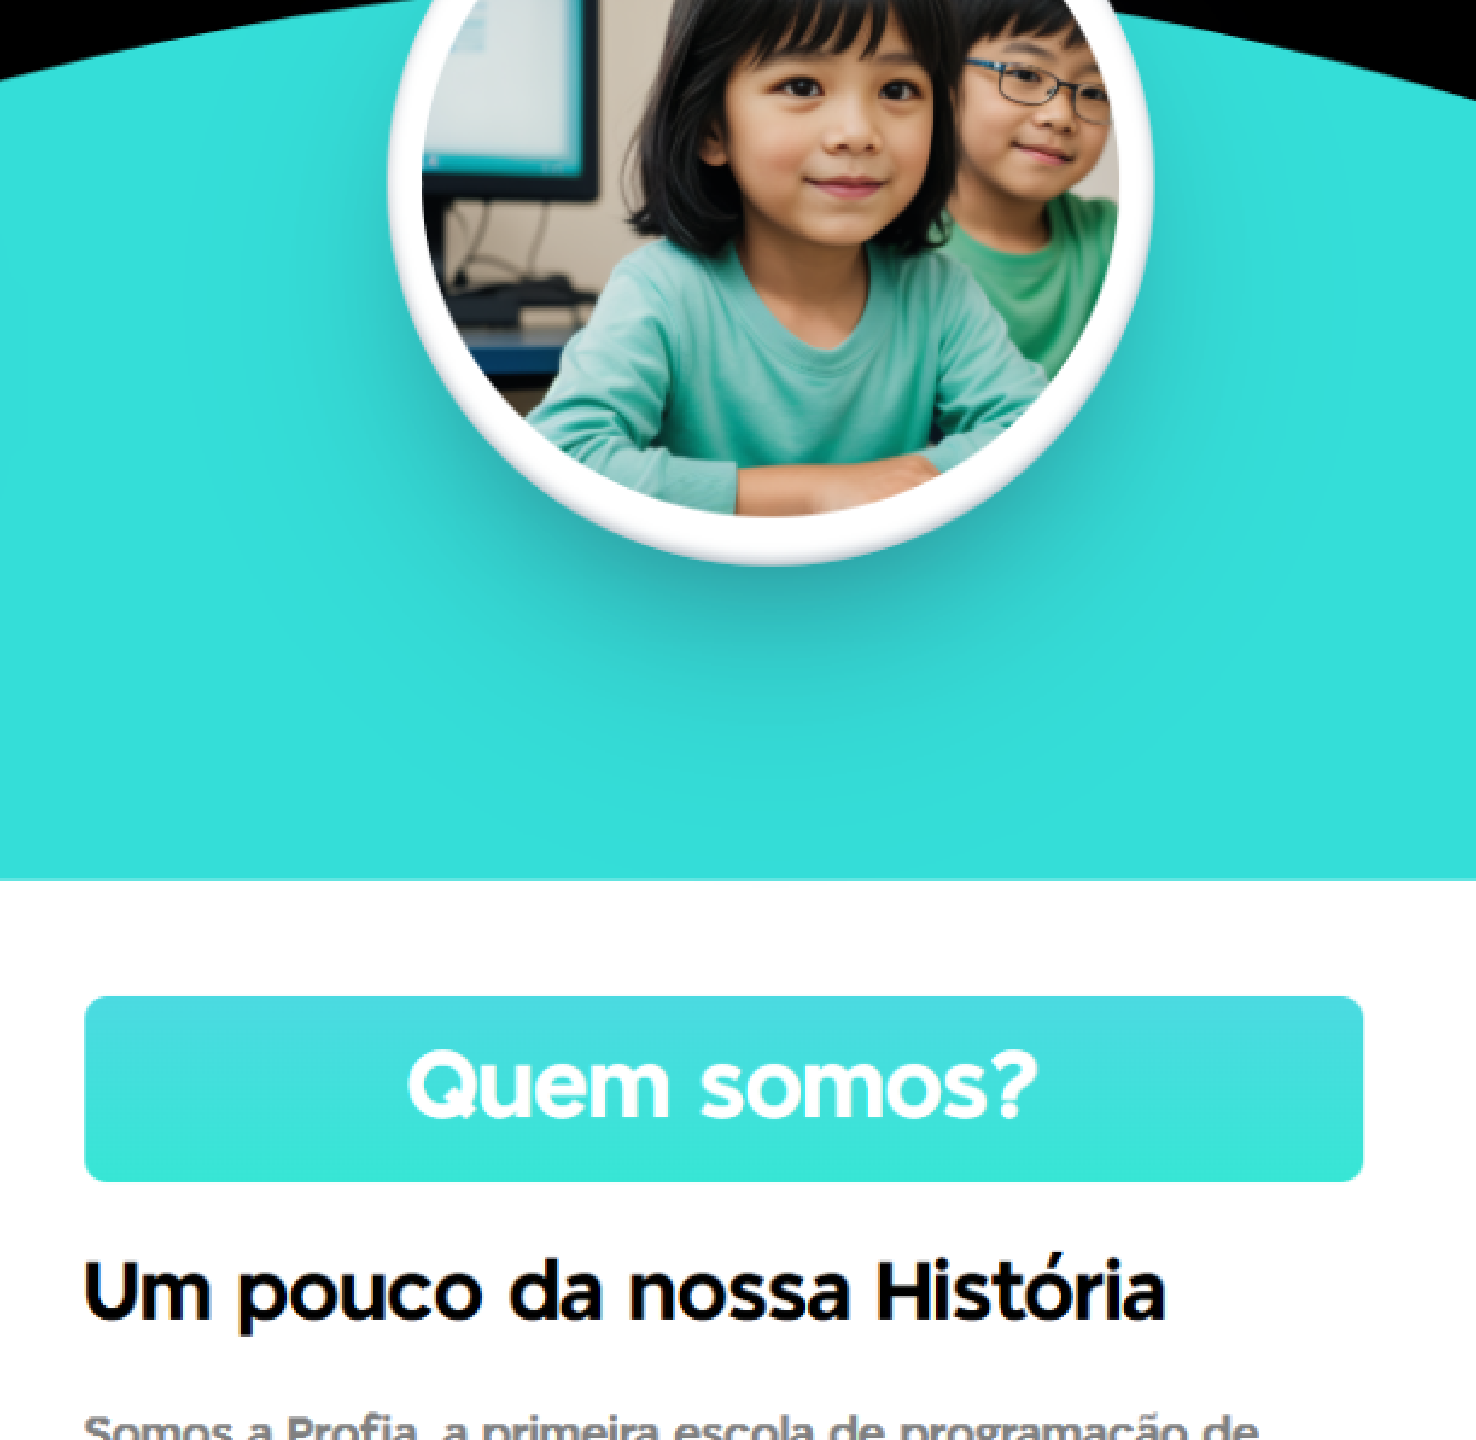 Quem somos?
Um pouco da nossa História
Somos a Profia, a primeira escola de programação de